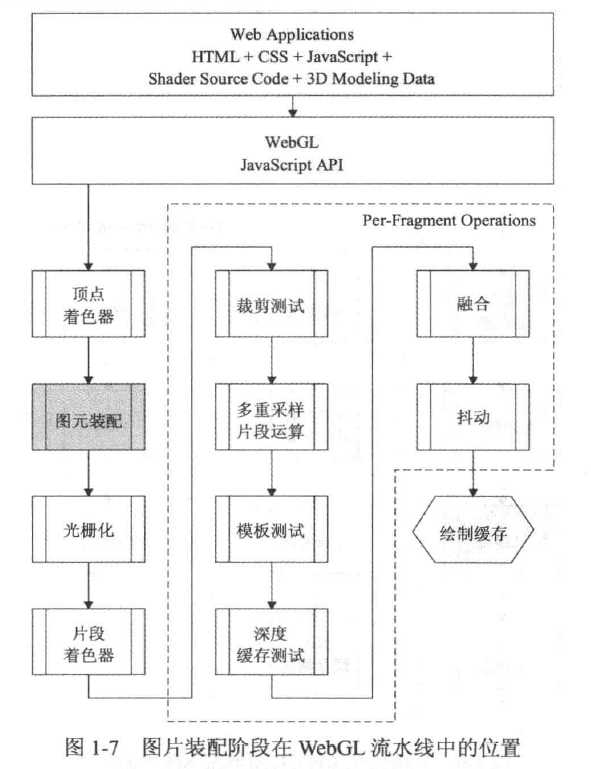 Web Applications
HTML + CSS + JavaScript +
Shader Source Code + 3D Modeling Data
WebGL
JavaScript API
Per-Fragment Operations
顶点
着色器
图元装配
光栅化
片段
着色器
裁剪测试
多重采样
片段运算
模板测试
深度
缓存测试
融合
抖动
绘制缓存
图 1-7 图片装配阶段在 WebGL 流水线中的位置